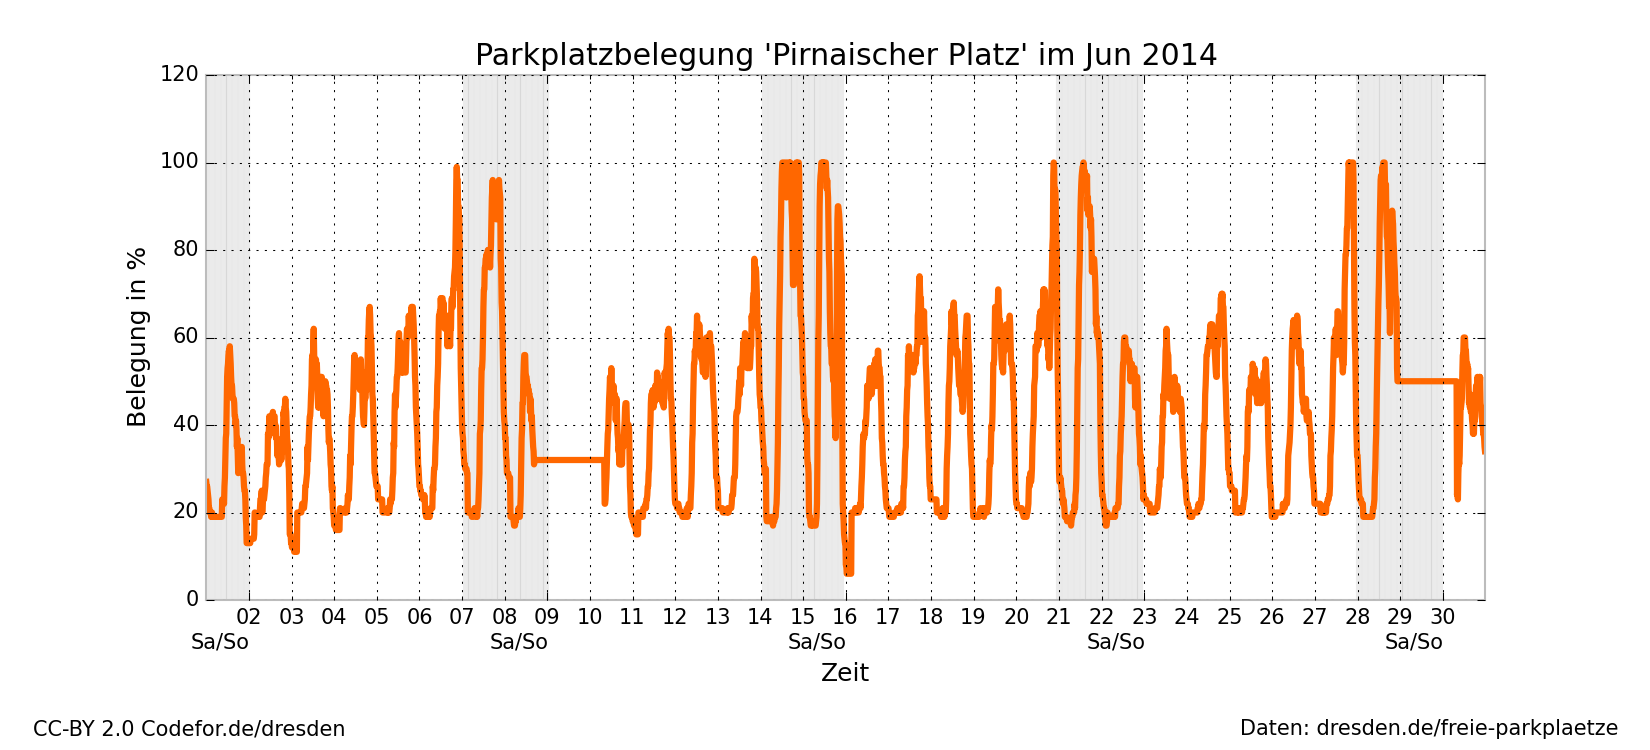 Parkplatzbelegung 'Pirnaischer Platz' im Jun 2014
120
100
80
60
40
20
0
Belegung in %
02 03 04 05 06 07 08 09 10 11 12 13 14 15 16 17 18 19 20 21 22 23 24 25 26 27 28 29 30
Sa/So Sa/So Sa/So Sa/So Sa/So
Zeit
CC-BY 2.0 Codefor.de/dresden
Daten: dresden.de/freie-parkplaetze